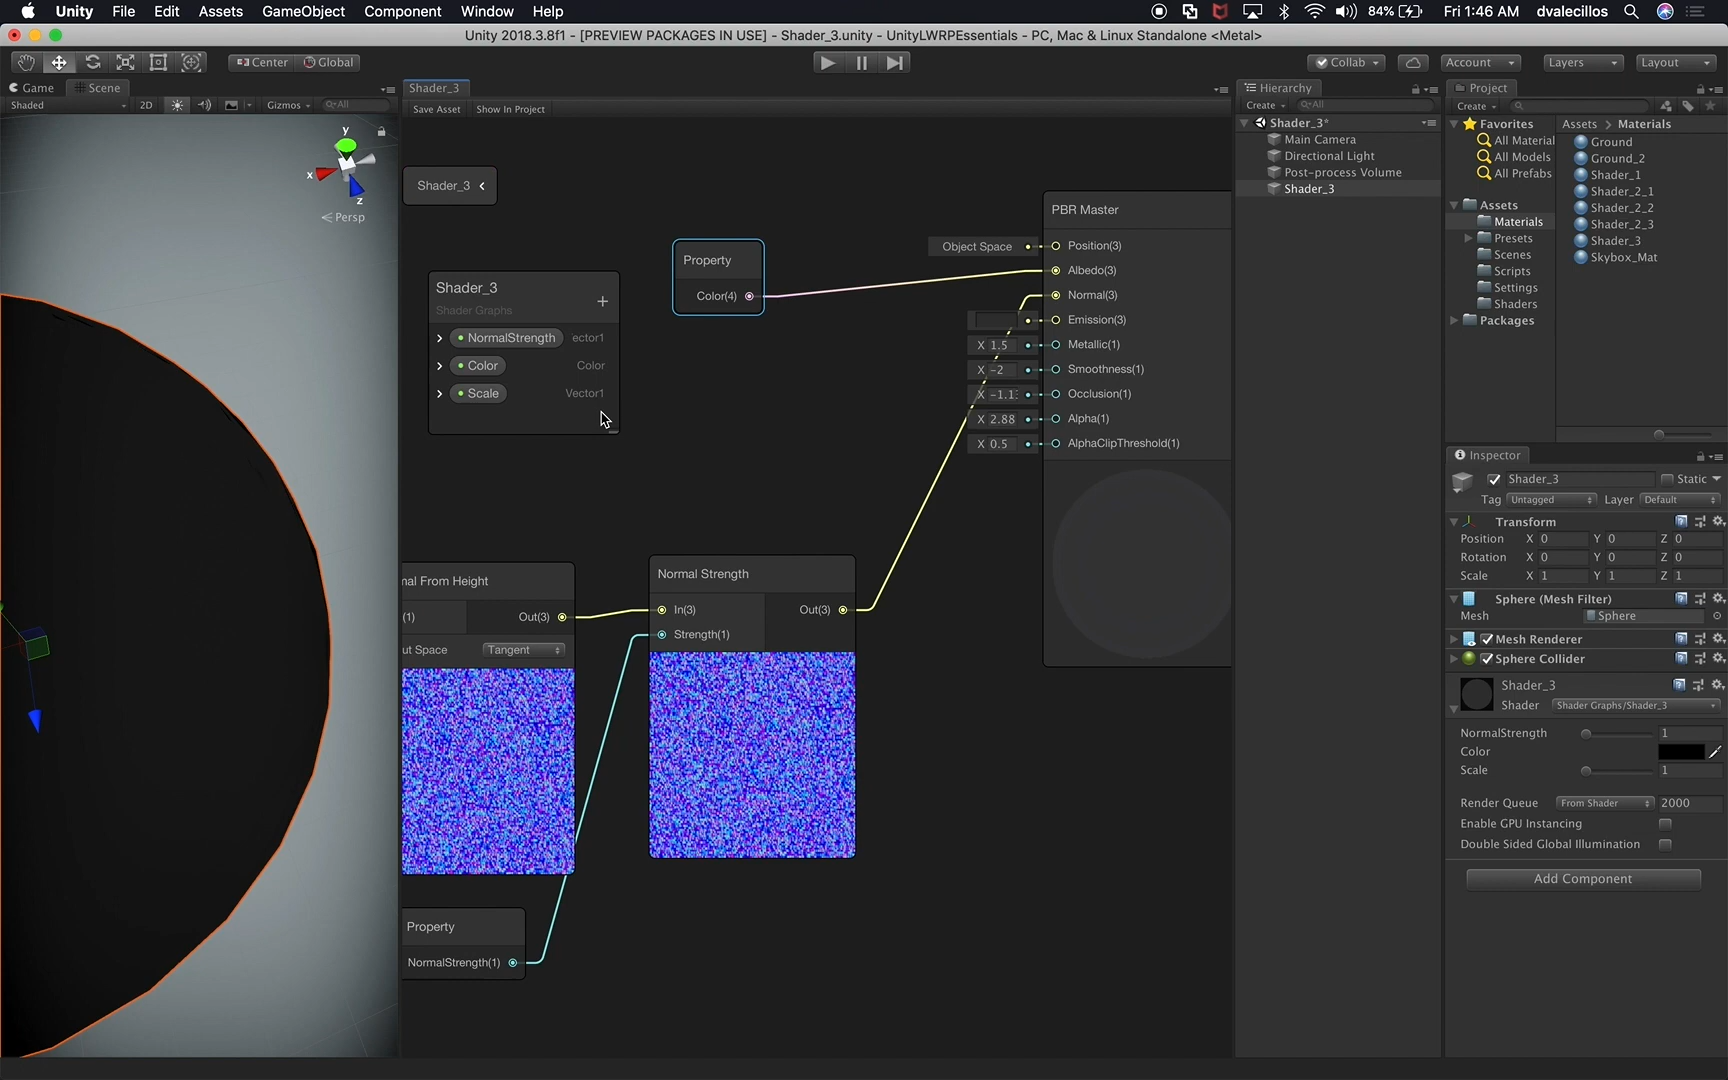 Unity File Edit Assets GameObject Component Window Help
84% Fri 1:46 AM dvalecillos
Unity 2018.3.8f1 - [PREVIEW PACKAGES IN USE] - Shader_3.unity - UnityLWRPEssentials - PC, Mac & Linux Standalone <Metal>
Center Global
Collab Account Layers Layout
Game Scene
Shaded 2D Gizmos All
y
x
z
Persp
Shader_3
Save Asset Show In Project
Shader_3
Shader_3
Shader Graphs
NormalStrength ector1
Color Color
Scale Vector1
Property
Color(4)
PBR Master
Object Space Position(3)
Albedo(3)
Normal(3)
Emission(3)
X 1.5 Metallic(1)
X -2 Smoothness(1)
X -1.1 Occlusion(1)
X 2.88 Alpha(1)
X 0.5 AlphaClipThreshold(1)
nal From Height
(1) Out(3)
ut Space Tangent
Normal Strength
In(3) Out(3)
Strength(1)
Property
NormalStrength(1)
Hierarchy
Create All
Shader_3*
Main Camera
Directional Light
Post-process Volume
Shader_3
Project
Create
Favorites
All Material
All Models
All Prefabs
Assets
Materials
Presets
Scenes
Scripts
Settings
Shaders
Packages
Assets > Materials
Ground
Ground_2
Shader_1
Shader_2_1
Shader_2_2
Shader_2_3
Shader_3
Skybox_Mat
Inspector
Shader_3 Static
Tag Untagged Layer Default
Transform
Position X 0 Y 0 Z 0
Rotation X 0 Y 0 Z 0
Scale X 1 Y 1 Z 1
Sphere (Mesh Filter)
Mesh Sphere
Mesh Renderer
Sphere Collider
Shader_3
Shader Shader Graphs/Shader_3
NormalStrength 1
Color
Scale 1
Render Queue From Shader 2000
Enable GPU Instancing
Double Sided Global Illumination
Add Component